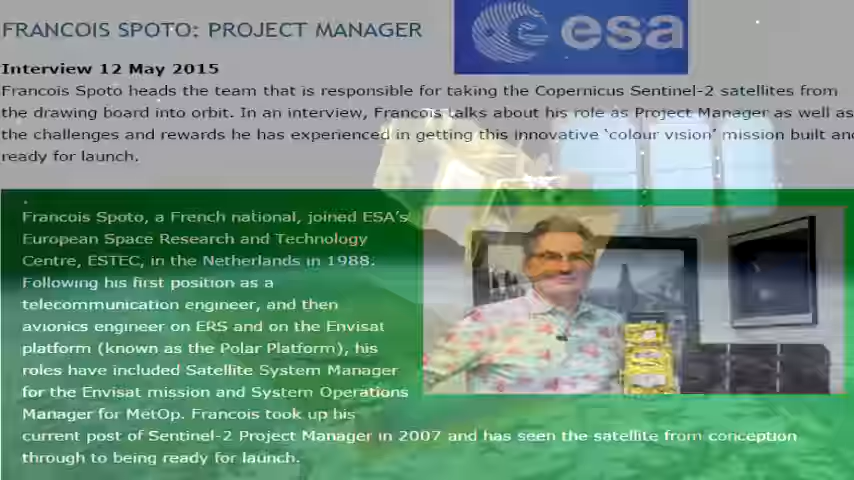 FRANCOIS SPOTO: PROJECT MANAGER
esa
Interview 12 May 2015
Francois Spoto heads the team that is responsible for taking the Copernicus Sentinel-2 satellites from
the drawing board into orbit. In an interview, Francois talks about his role as Project Manager as well as
the challenges and rewards he has experienced in getting this innovative ‘colour vision’ mission built and
ready for launch.
Francois Spoto, a French national, joined ESA’s
European Space Research and Technology
Centre, ESTEC, in the Netherlands in 1988.
Following his first position as a
telecommunication engineer, and then
avionics engineer on ERS and on the Envisat
platform (known as the Polar Platform), his
roles have included Satellite System Manager
for the Envisat mission and System Operations
Manager for MetOp. Francois took up his
current post of Sentinel-2 Project Manager in 2007 and has seen the satellite from conception
through to being ready for launch.